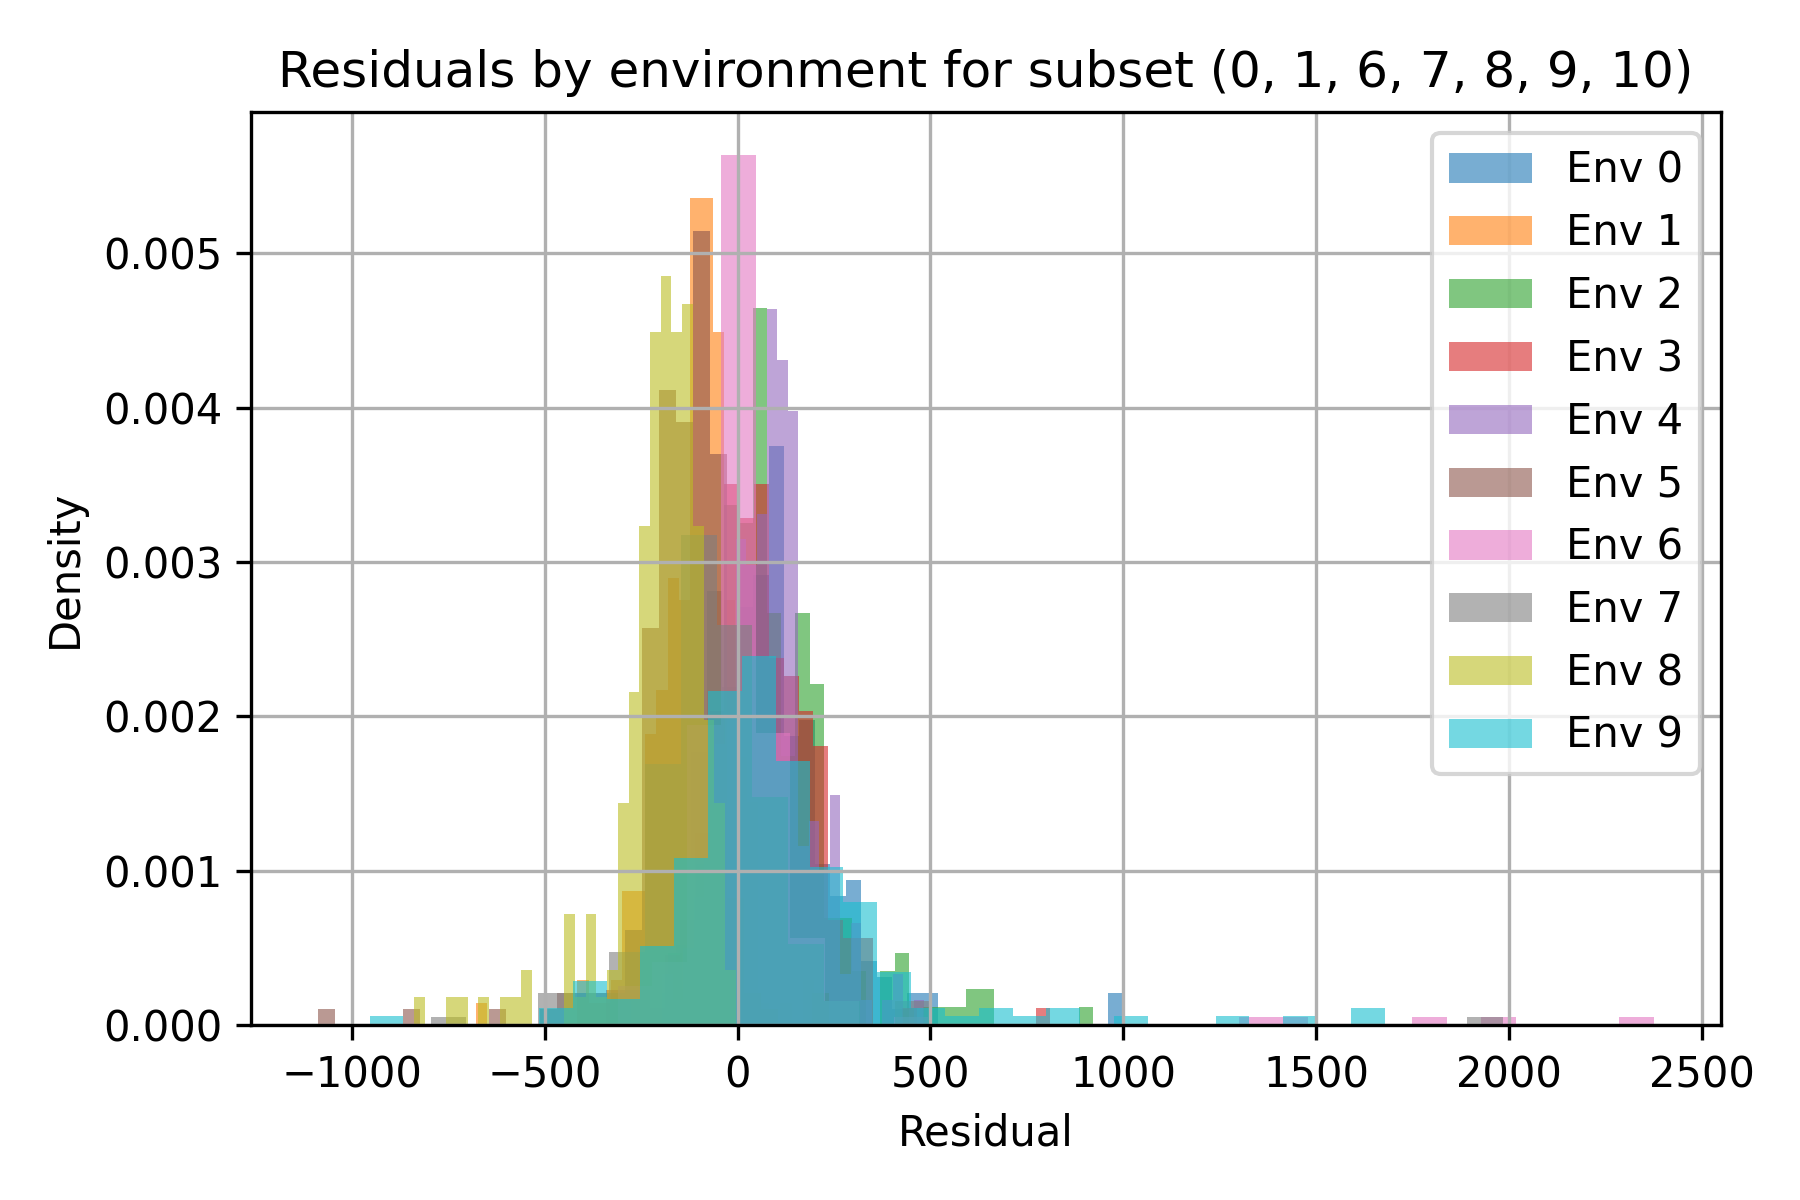 Residuals by environment for subset (0, 1, 6, 7, 8, 9, 10)
Env 0
Env 1
Env 2
Env 3
Env 4
Env 5
Env 6
Env 7
Env 8
Env 9
Density
0.005
0.004
0.003
0.002
0.001
0.000
−1000 −500 0 500 1000 1500 2000 2500
Residual